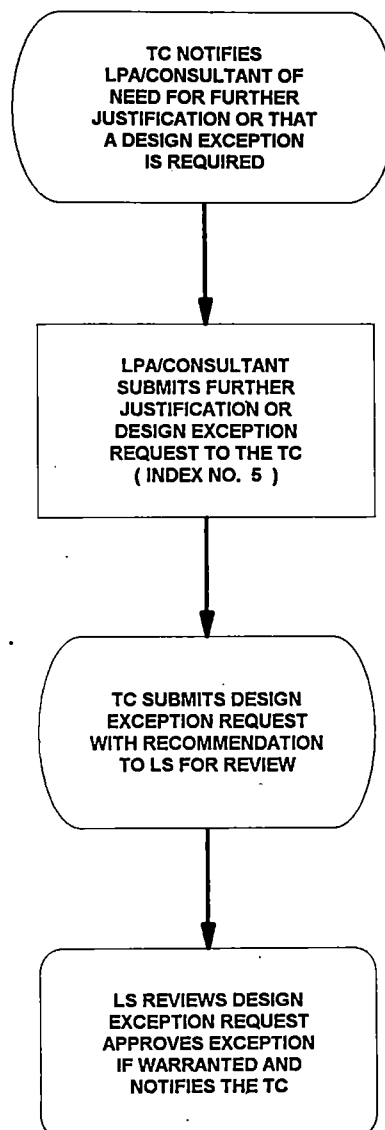 TC NOTIFIES
LPA/CONSULTANT OF
NEED FOR FURTHER
JUSTIFICATION OR THAT
A DESIGN EXCEPTION
IS REQUIRED
LPA/CONSULTANT
SUBMITS FURTHER
JUSTIFICATION OR
DESIGN EXCEPTION
REQUEST TO THE TC
( INDEX NO. 5 )
TC SUBMITS DESIGN
EXCEPTION REQUEST
WITH RECOMMENDATION
TO LS FOR REVIEW
LS REVIEWS DESIGN
EXCEPTION REQUEST
APPROVES EXCEPTION
IF WARRANTED AND
NOTIFIES THE TC